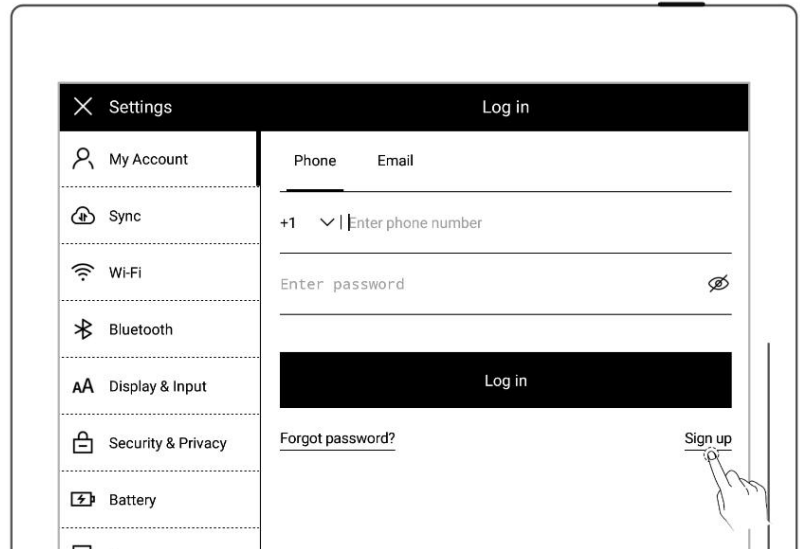 Settings
Log in
My Account
Sync
Wi-Fi
Bluetooth
Display & Input
Security & Privacy
Battery
Phone Email
+1 Enter phone number
Enter password
Log in
Forgot password? Sign up